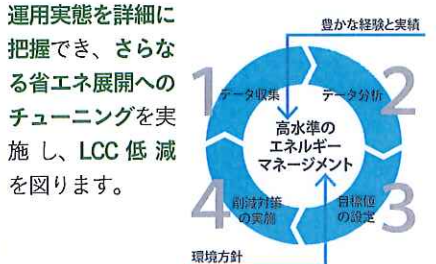 運用実態を詳細に
把握でき、さらな
る省エネ展開への
チューニングを実
施し、LCC 低減
を図ります。
豊かな経験と実績
1
データ収集
データ分析
2
高水準の
エネルギー
マネージメント
4
削減対策
の実施
目標値
の設定
3
環境方針